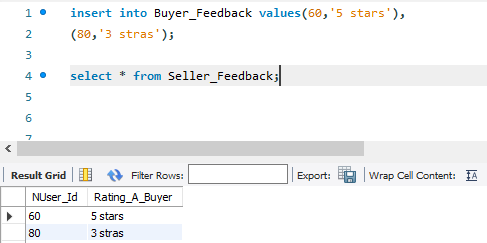 1 insert into Buyer_Feedback values(60,'5 stars'),
2 (80,'3 stras');
3
4 select * from Seller_Feedback;
5
6
7
Result Grid Filter Rows: Export: Wrap Cell Content:
NUser_Id Rating_A_Buyer
60 5 stars
80 3 stras